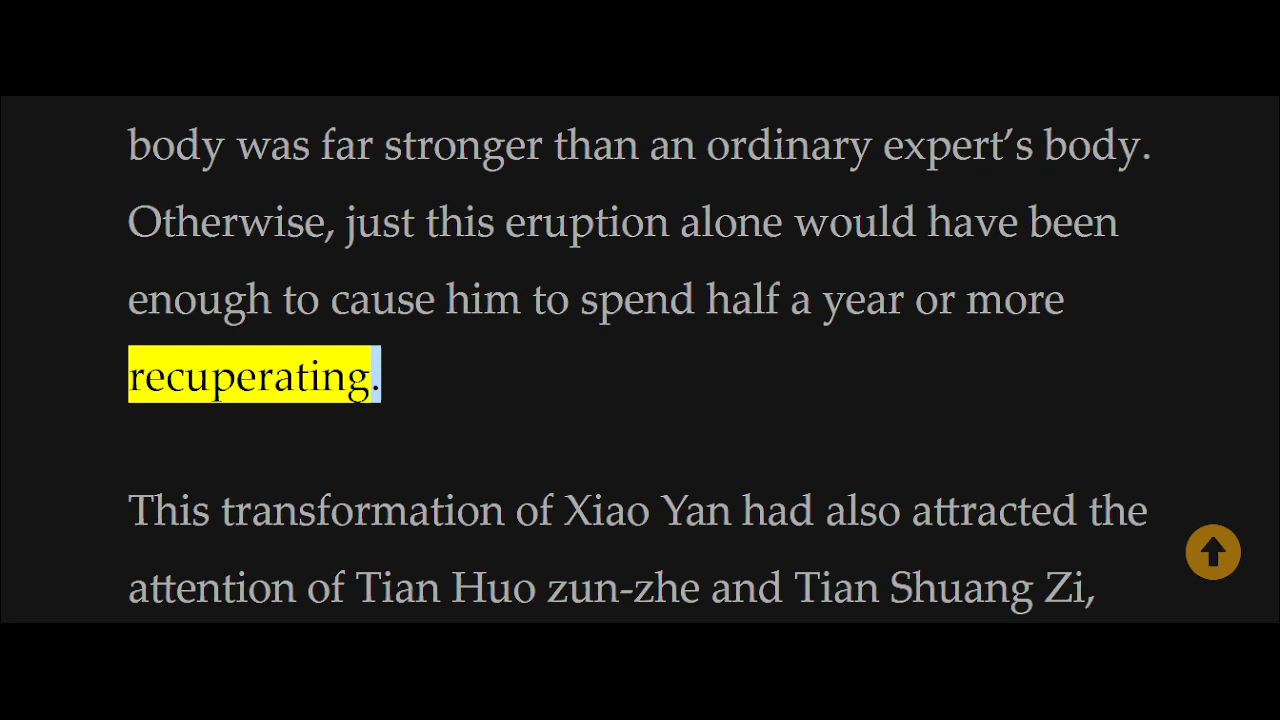 body was far stronger than an ordinary expert’s body.
Otherwise, just this eruption alone would have been
enough to cause him to spend half a year or more
recuperating.
This transformation of Xiao Yan had also attracted the
attention of Tian Huo zun-zhe and Tian Shuang Zi,